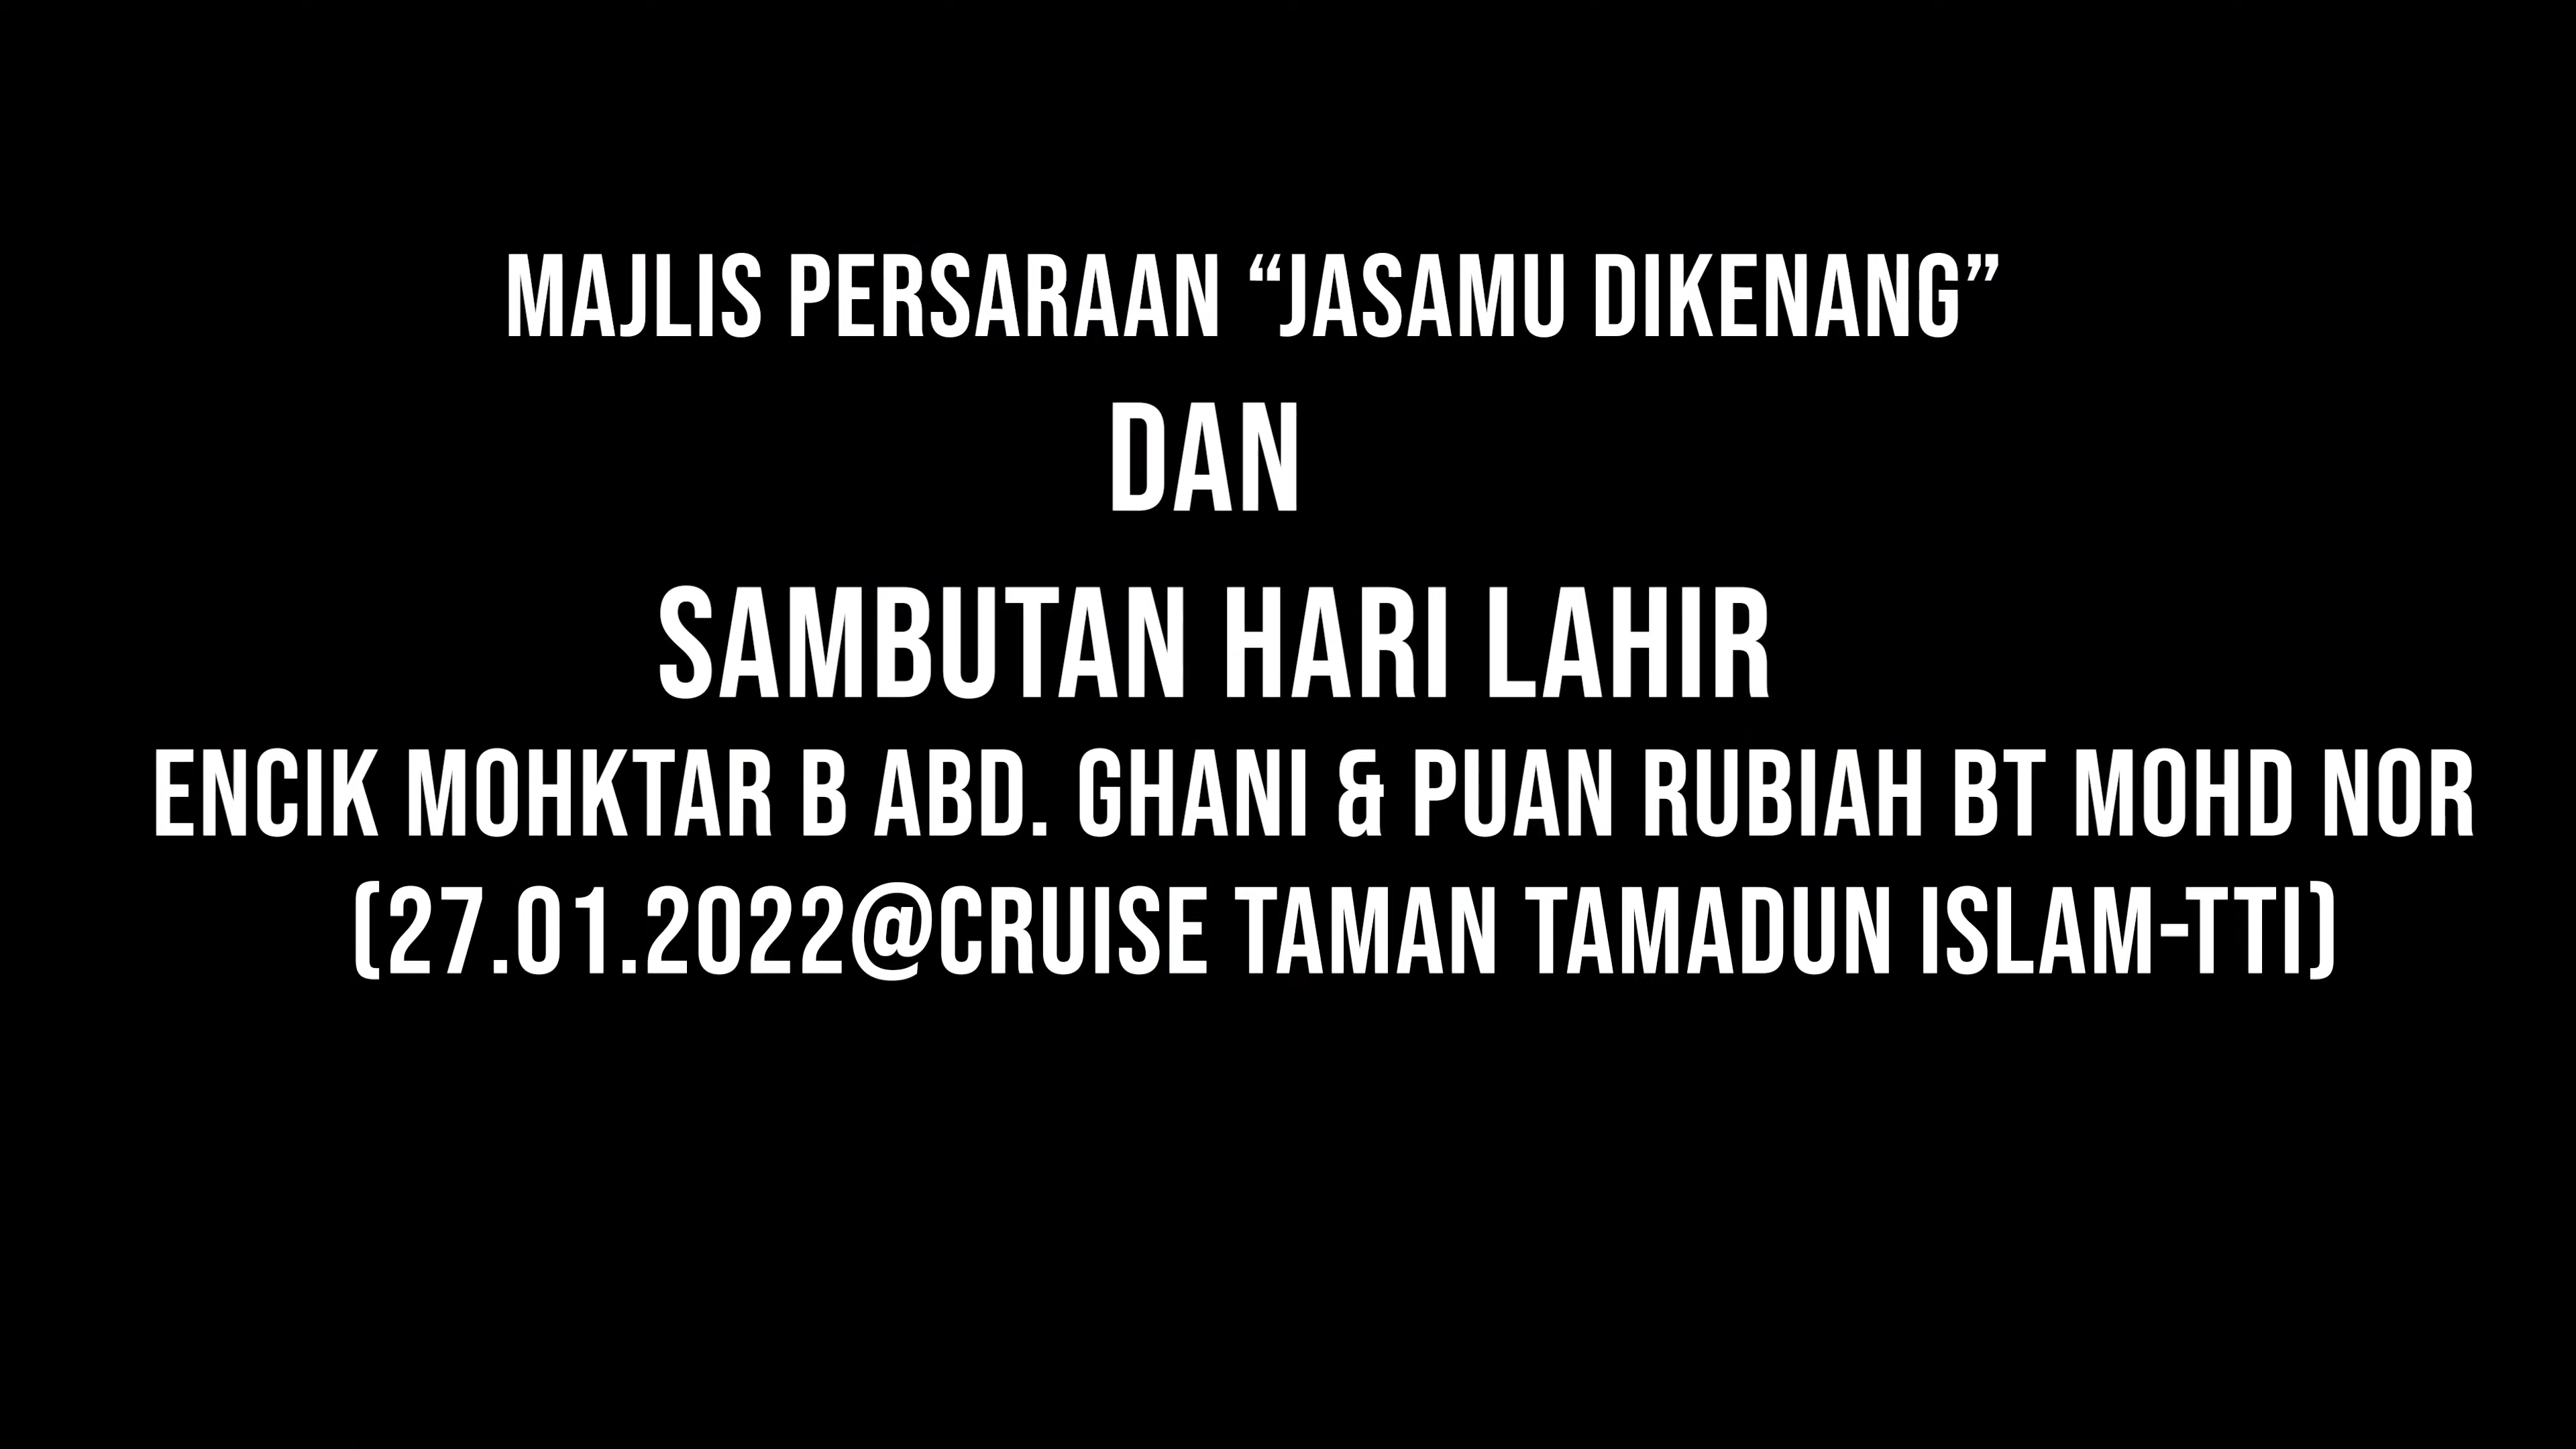 MAJLIS PERSARAAN “JASAMU DIKENANG”
DAN
SAMBUTAN HARI LAHIR
ENCIK MOHKTAR B ABD. GHANI & PUAN RUBIAH BT MOHD NOR
(27.01.2022@CRUISE TAMAN TAMADUN ISLAM-TTI)